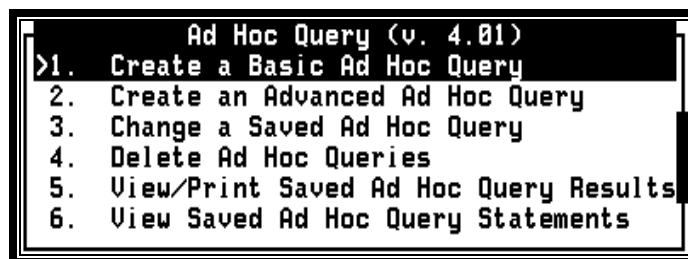 Ad Hoc Query (v. 4.01)
>1. Create a Basic Ad Hoc Query
2. Create an Advanced Ad Hoc Query
3. Change a Saved Ad Hoc Query
4. Delete Ad Hoc Queries
5. View/Print Saved Ad Hoc Query Results
6. View Saved Ad Hoc Query Statements